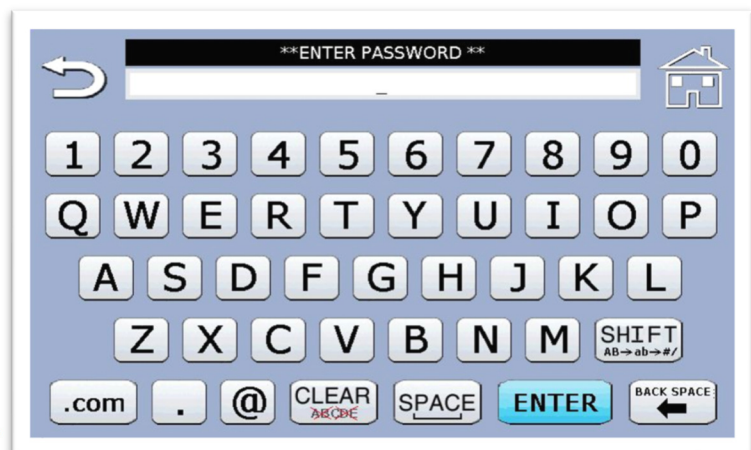 **ENTER PASSWORD **
_
1 2 3 4 5 6 7 8 9 0
Q W E R T Y U I O P
A S D F G H J K L
Z X C V B N M SHIFT
AB→ab→#/
.com . @ CLEAR SPACE ENTER BACK SPACE
ABCDE